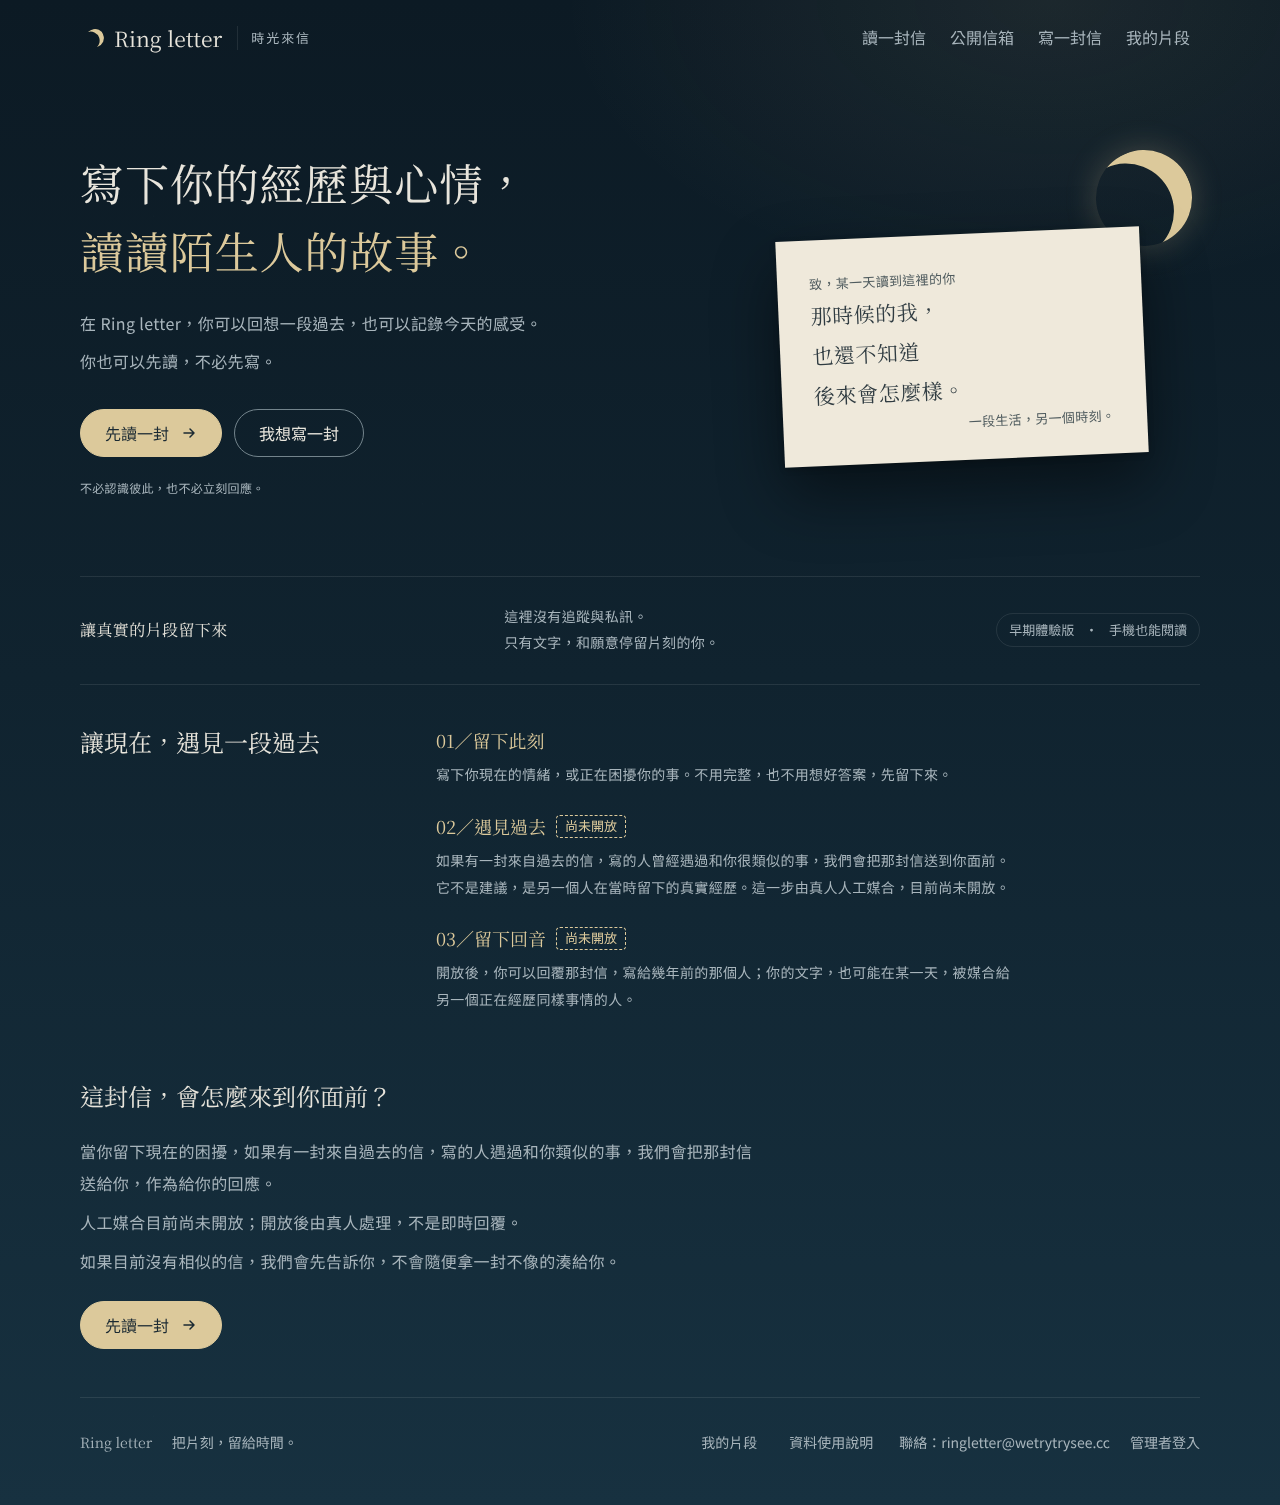 Ring letter
時光來信
讀一封信
公開信箱
寫一封信
我的片段
寫下你的經歷與心情，
讀讀陌生人的故事。
在 Ring letter，你可以回想一段過去，也可以記錄今天的感受。
你也可以先讀，不必先寫。
先讀一封 →
我想寫一封
不必認識彼此，也不必立刻回應。
致，某一天讀到這裡的你
那時候的我，
也還不知道
後來會怎麼樣。
一段生活，另一個時刻。
讓真實的片段留下來
這裡沒有追蹤與私訊。
只有文字，和願意停留片刻的你。
早期體驗版 · 手機也能閱讀
讓現在，遇見一段過去
01／留下此刻
寫下你現在的情緒，或正在困擾你的事。不用完整，也不用想好答案，先留下來。
02／遇見過去 尚未開放
如果有一封來自過去的信，寫的人曾經遇過和你很類似的事，我們會把那封信送到你面前。
它不是建議，是另一個人在當時留下的真實經歷。這一步由真人人工媒合，目前尚未開放。
03／留下回音 尚未開放
開放後，你可以回覆那封信，寫給幾年前的那個人；你的文字，也可能在某一天，被媒合給
另一個正在經歷同樣事情的人。
這封信，會怎麼來到你面前？
當你留下現在的困擾，如果有一封來自過去的信，寫的人遇過和你類似的事，我們會把那封信
送給你，作為給你的回應。
人工媒合目前尚未開放；開放後由真人處理，不是即時回覆。
如果目前沒有相似的信，我們會先告訴你，不會隨便拿一封不像的湊給你。
先讀一封 →
Ring letter
把片刻，留給時間。
我的片段
資料使用說明
聯絡：ringletter@wetrytrysee.cc
管理者登入